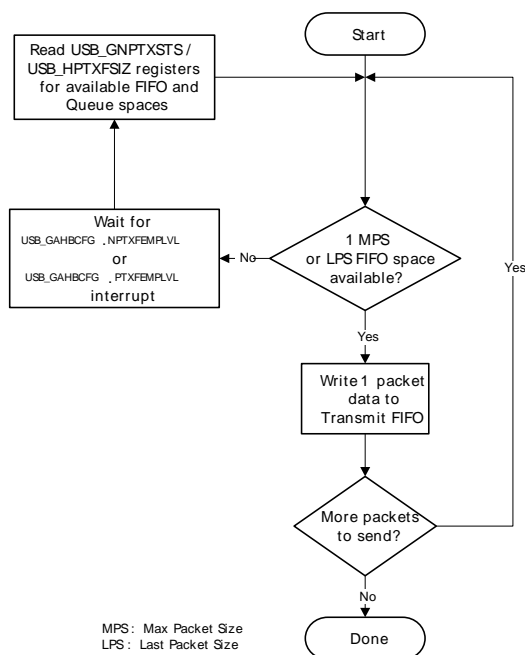 Start
Read USB_GNPTXSTS /
USB_HPTXFSIZ registers
for available FIFO and
Queue spaces
Wait for
USB_GAHBCFG . NPTXFEMPLVL
or
USB_GAHBCFG . PTXFEMPLVL
interrupt
No
1 MPS
or LPS FIFO space
available?
Yes
Yes
Write 1 packet
data to
Transmit FIFO
More packets
to send?
No
MPS : Max Packet Size
LPS : Last Packet Size
Done